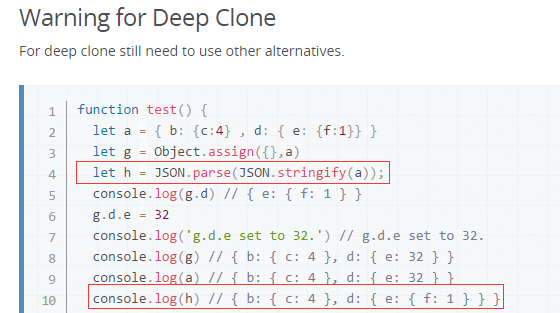 Warning for Deep Clone
For deep clone still need to use other alternatives.
1 function test() {
2 let a = { b: {c:4} , d: { e: {f:1}} }
3 let g = Object.assign({},a)
4 let h = JSON.parse(JSON.stringify(a));
5 console.log(g.d) // { e: { f: 1 } }
6 g.d.e = 32
7 console.log('g.d.e set to 32.') // g.d.e set to 32.
8 console.log(g) // { b: { c: 4 }, d: { e: 32 } }
9 console.log(a) // { b: { c: 4 }, d: { e: 32 } }
10 console.log(h) // { b: { c: 4 }, d: { e: { f: 1 } } }